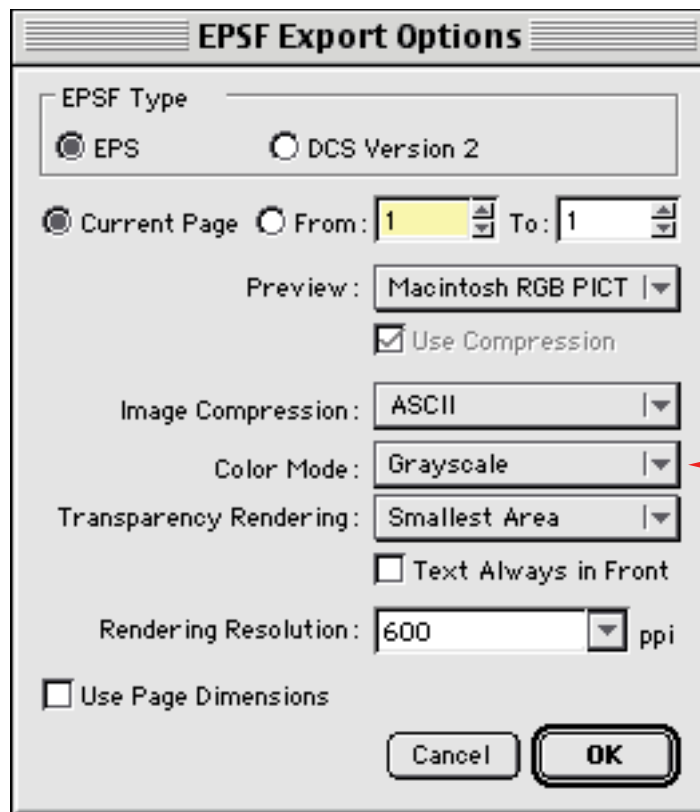 EPSF Export Options
EPSF Type
EPS DCS Version 2
Current Page From: 1 To: 1
Preview: Macintosh RGB PICT
Use Compression
Image Compression: ASCII
Color Mode: Grayscale
Transparency Rendering: Smallest Area
Text Always in Front
Rendering Resolution: 600 ppi
Use Page Dimensions
Cancel OK